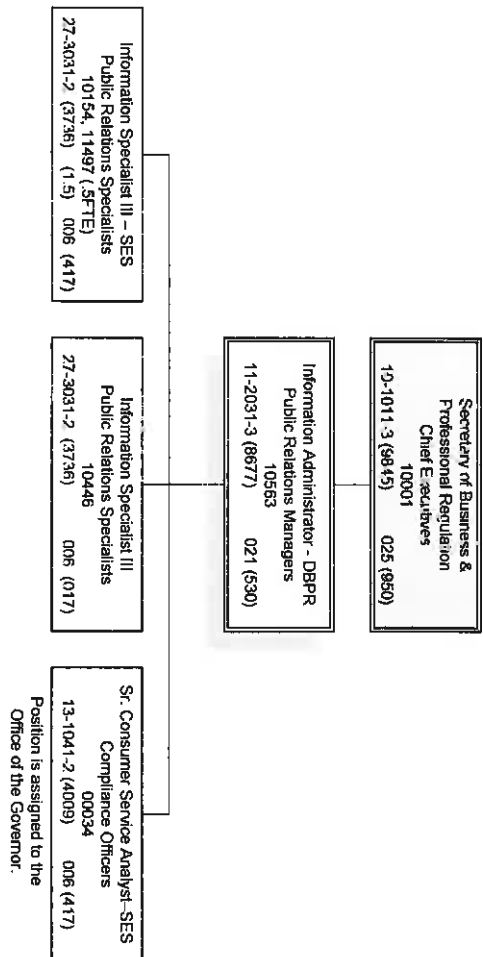 Secretary of Business &
Professional Regulation
Chief Executives
10001
10-1011-3 (9845) 025 (950)
Information Administrator - DBPR
Public Relations Managers
10563
11-2031-3 (8677) 021 (530)
Information Specialist III – SES
Public Relations Specialists
10154, 11497 (.5FTE)
27-3031-2 (3736) (1.5) 006 (417)
Information Specialist III
Public Relations Specialists
10446
27-3031-2 (3736) 006 (017)
Sr. Consumer Service Analyst–SES
Compliance Officers
00034
13-1041-2 (4009) 006 (417)
Position is assigned to the
Office of the Governor.